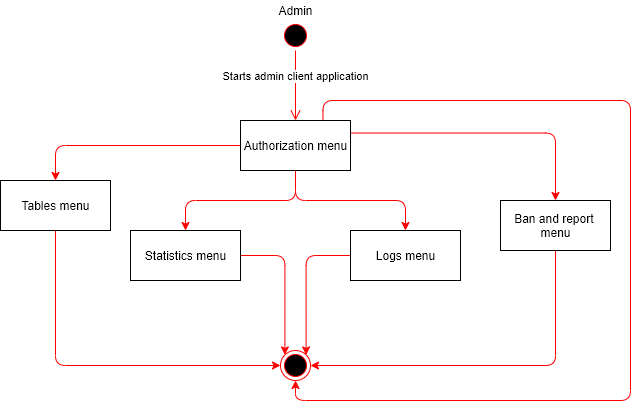 Admin
Starts admin client application
Authorization menu
Tables menu
Statistics menu
Logs menu
Ban and report
menu